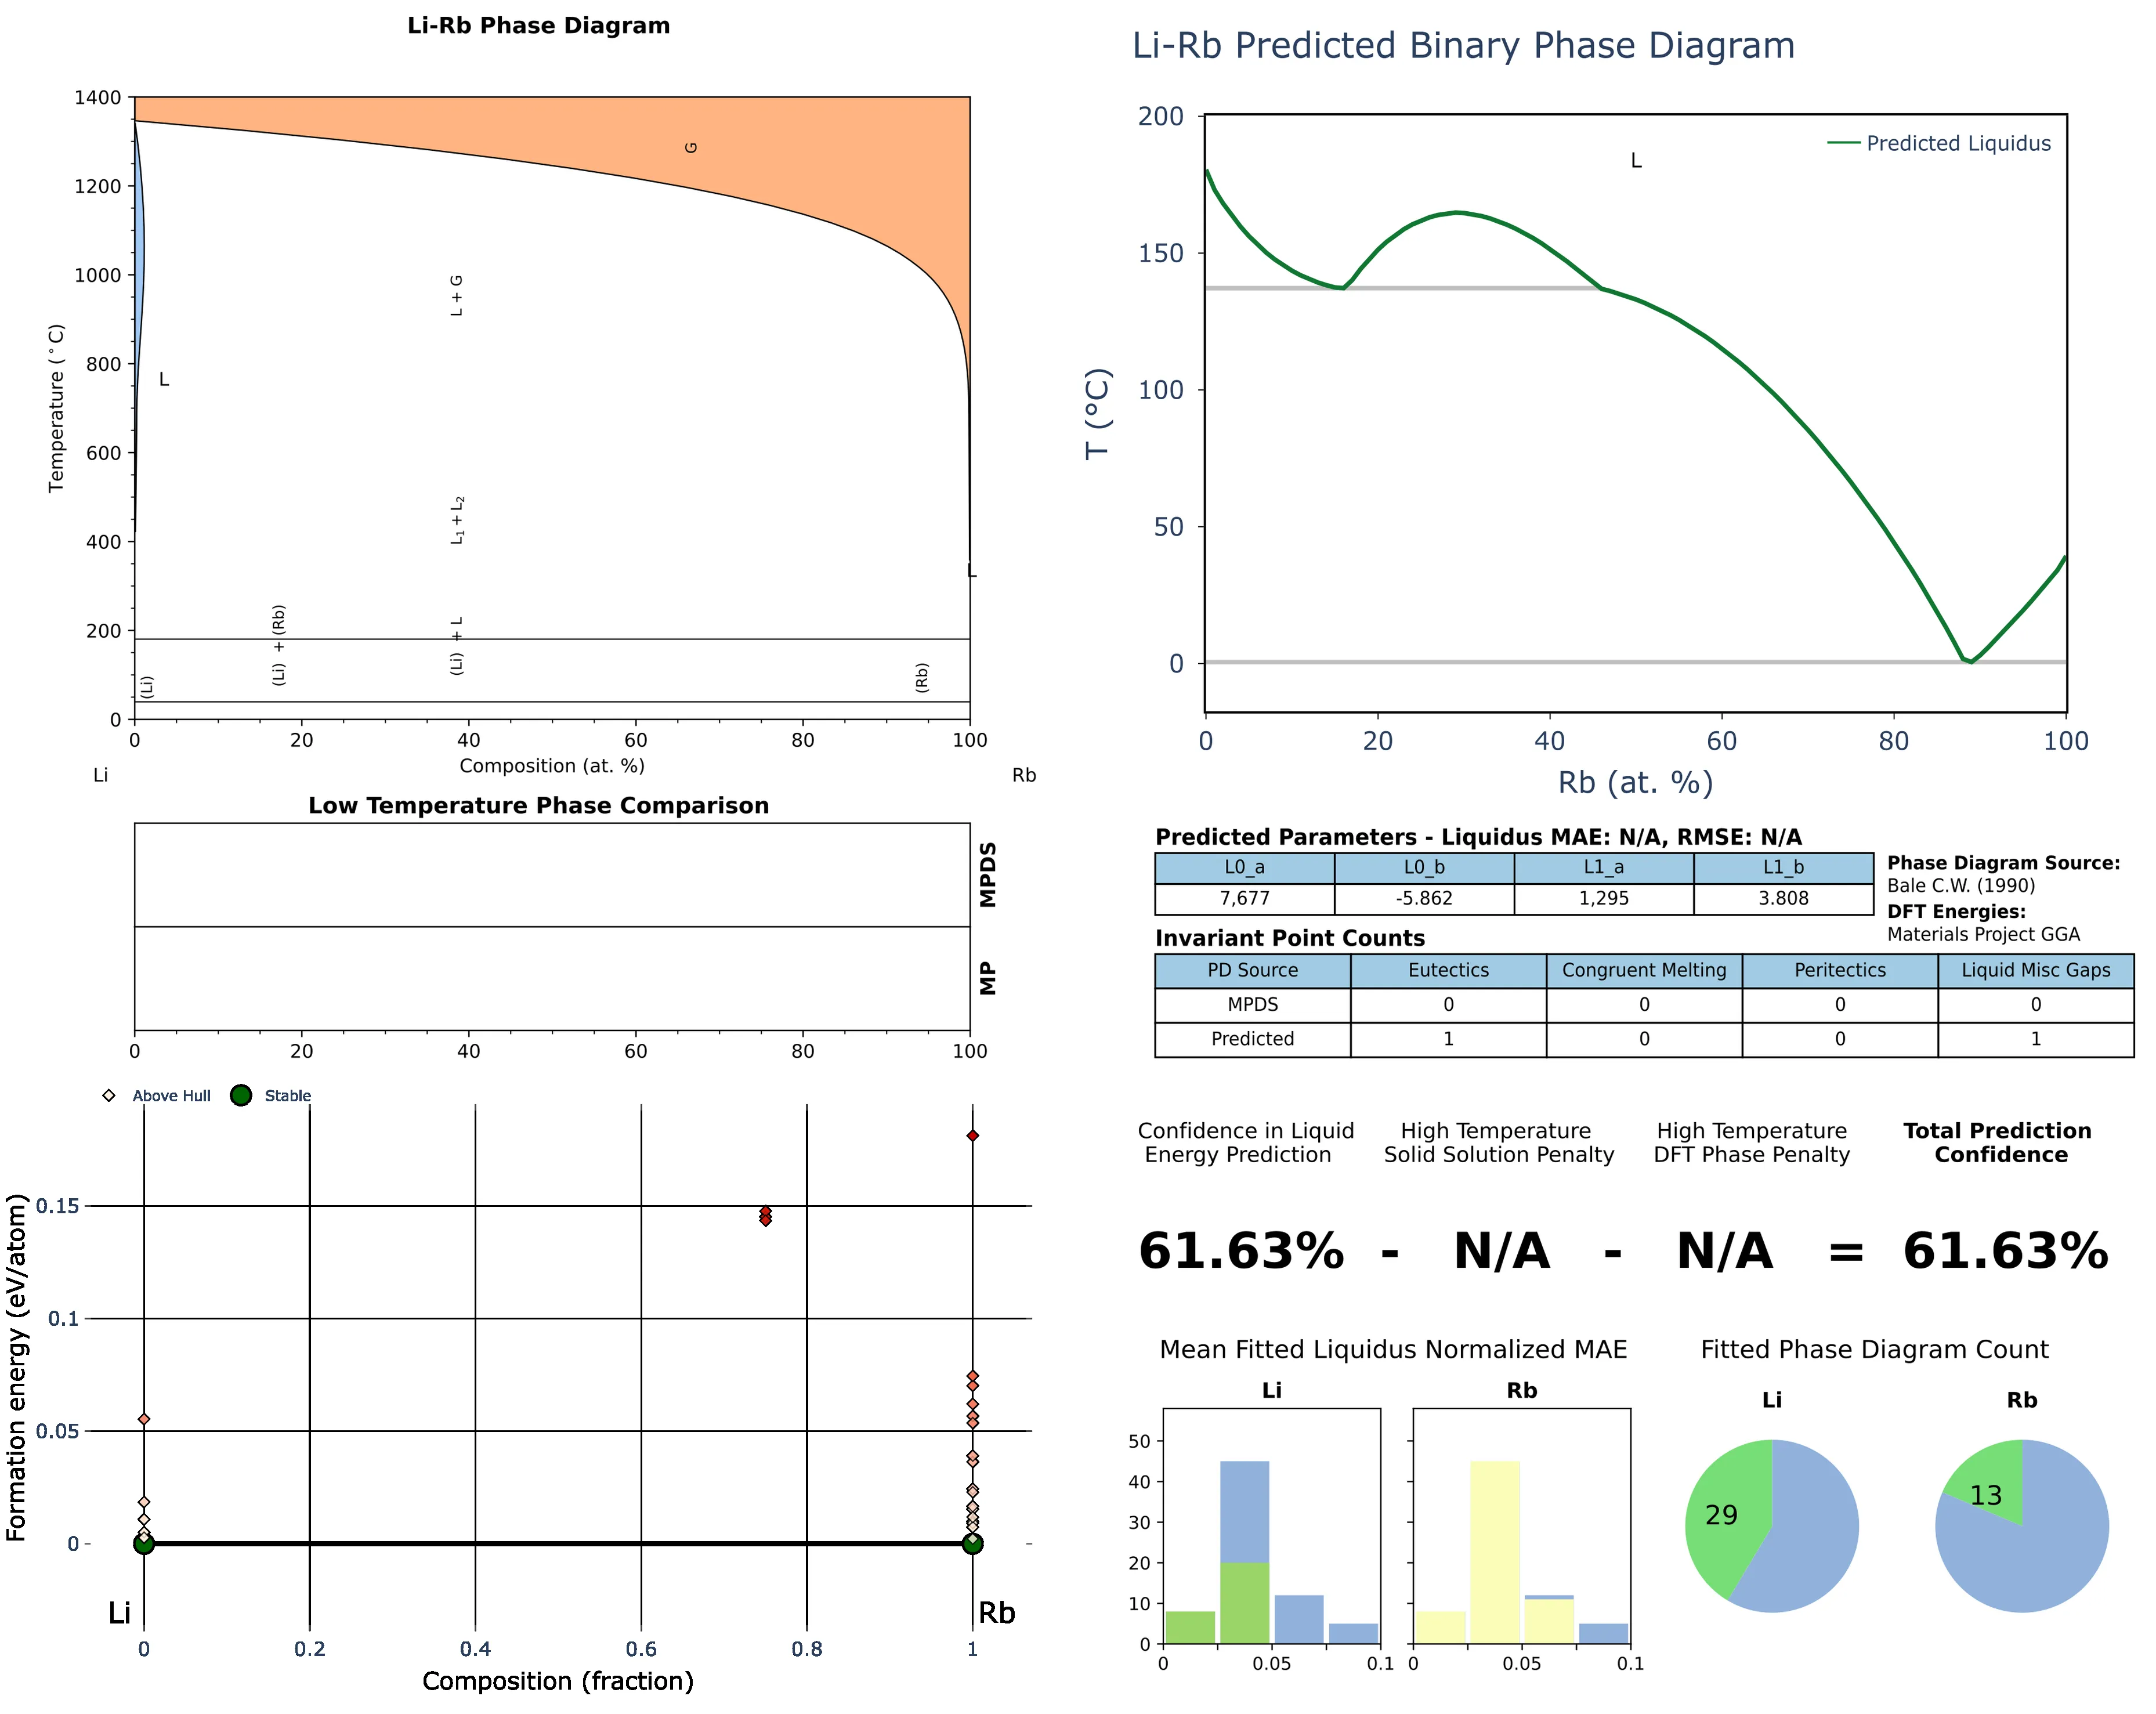 Li-Rb Phase Diagram
1400
1200
1000
800
600
400
200
0
Temperature (°C)
G
L + G
L
L₁ + L₂
L
(Li) + (Rb)
(Li) + L
(Li)
(Rb)
0 20 40 60 80 100
Composition (at. %)
Li
Rb
Low Temperature Phase Comparison
MPDS
MP
0 20 40 60 80 100
Above Hull
Stable
0.15
0.1
0.05
0
Formation energy (eV/atom)
Li
Rb
0 0.2 0.4 0.6 0.8 1
Composition (fraction)
Li-Rb Predicted Binary Phase Diagram
200
150
100
50
0
T (°C)
L
Predicted Liquidus
0 20 40 60 80 100
Rb (at. %)
Predicted Parameters - Liquidus MAE: N/A, RMSE: N/A
L0_a L0_b L1_a L1_b
7,677 -5.862 1,295 3.808
Phase Diagram Source:
Bale C.W. (1990)
DFT Energies:
Materials Project GGA
Invariant Point Counts
PD Source Eutectics Congruent Melting Peritectics Liquid Misc Gaps
MPDS 0 0 0 0
Predicted 1 0 0 1
Confidence in Liquid
Energy Prediction
High Temperature
Solid Solution Penalty
High Temperature
DFT Phase Penalty
Total Prediction
Confidence
61.63% - N/A - N/A = 61.63%
Mean Fitted Liquidus Normalized MAE
Li
Rb
50
40
30
20
10
0
0 0.05 0.1
0 0.05 0.1
Fitted Phase Diagram Count
Li
Rb
29
13